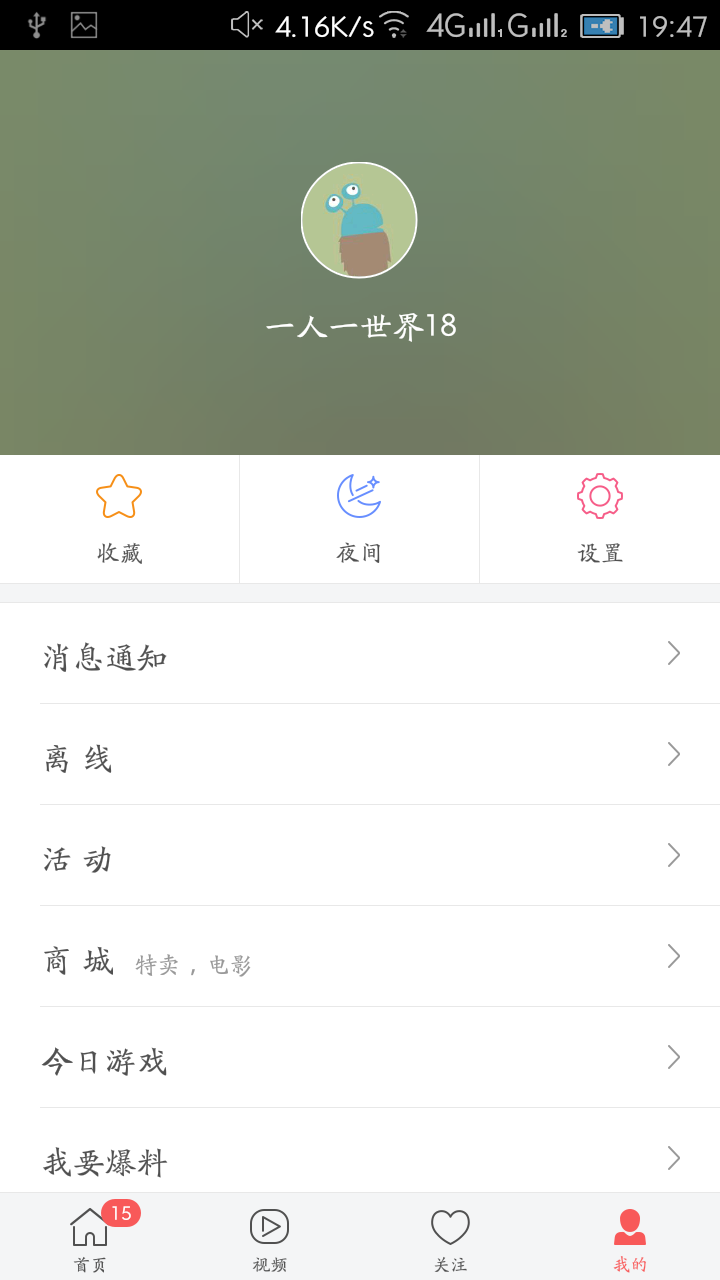 4.16K/s 4G 1 G 2 19:47
一人一世界18
收藏 夜间 设置
消息通知
离 线
活 动
商 城 特卖，电影
今日游戏
我要爆料
15
首页 视频 关注 我的